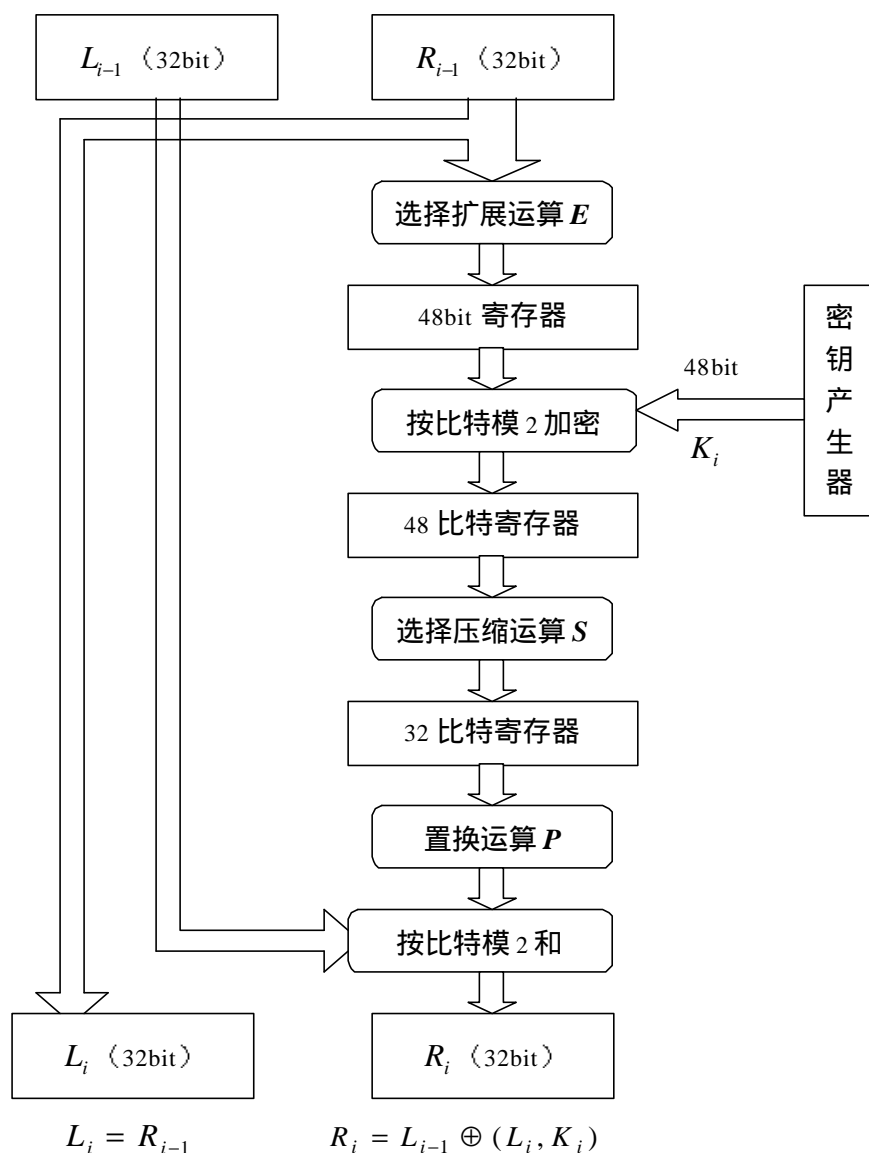 L_{i-1}（32bit） R_{i-1}（32bit）
选择扩展运算 E
48bit 寄存器
密钥产生器
48bit
按比特模 2 加密
K_i
48 比特寄存器
选择压缩运算 S
32 比特寄存器
置换运算 P
按比特模 2 和
L_i（32bit） R_i（32bit）
L_i = R_{i-1} R_i = L_{i-1} ⊕ (L_i, K_i)